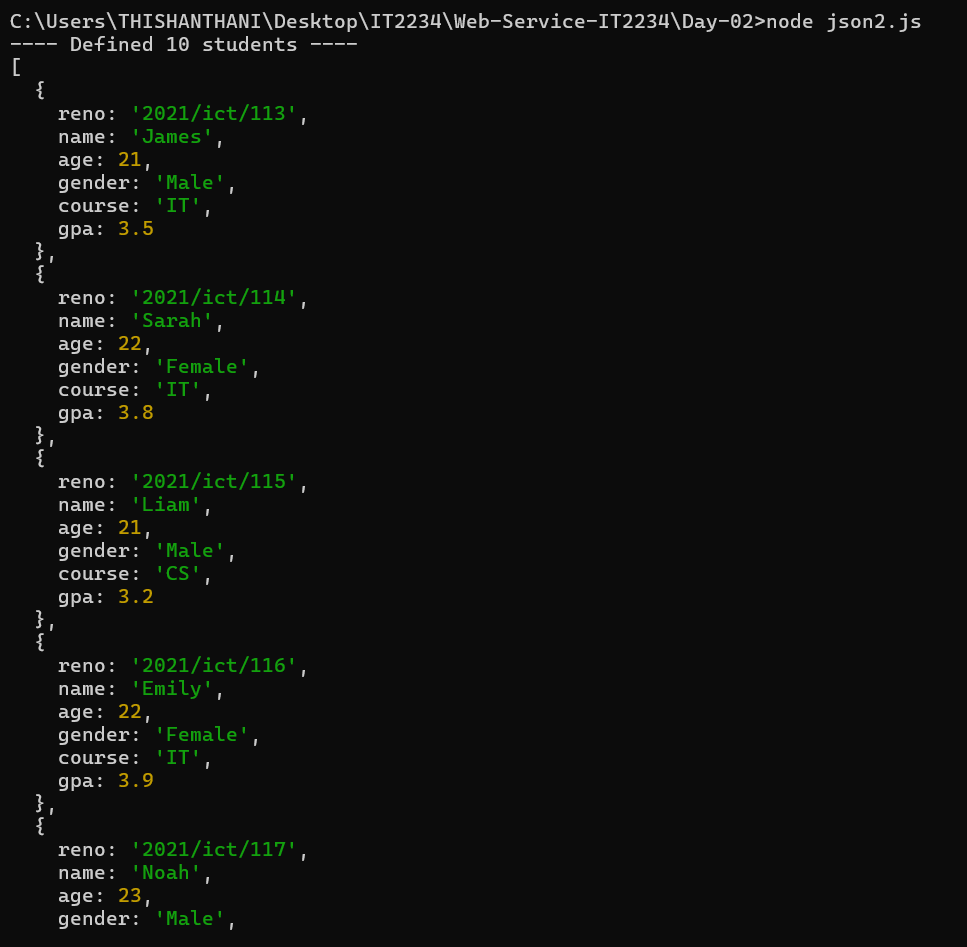 C:\Users\THISHANTHANI\Desktop\IT2234\Web-Service-IT2234\Day-02>node json2.js
---- Defined 10 students ----
[
  {
    reno: '2021/ict/113',
    name: 'James',
    age: 21,
    gender: 'Male',
    course: 'IT',
    gpa: 3.5
  },
  {
    reno: '2021/ict/114',
    name: 'Sarah',
    age: 22,
    gender: 'Female',
    course: 'IT',
    gpa: 3.8
  },
  {
    reno: '2021/ict/115',
    name: 'Liam',
    age: 21,
    gender: 'Male',
    course: 'CS',
    gpa: 3.2
  },
  {
    reno: '2021/ict/116',
    name: 'Emily',
    age: 22,
    gender: 'Female',
    course: 'IT',
    gpa: 3.9
  },
  {
    reno: '2021/ict/117',
    name: 'Noah',
    age: 23,
    gender: 'Male',